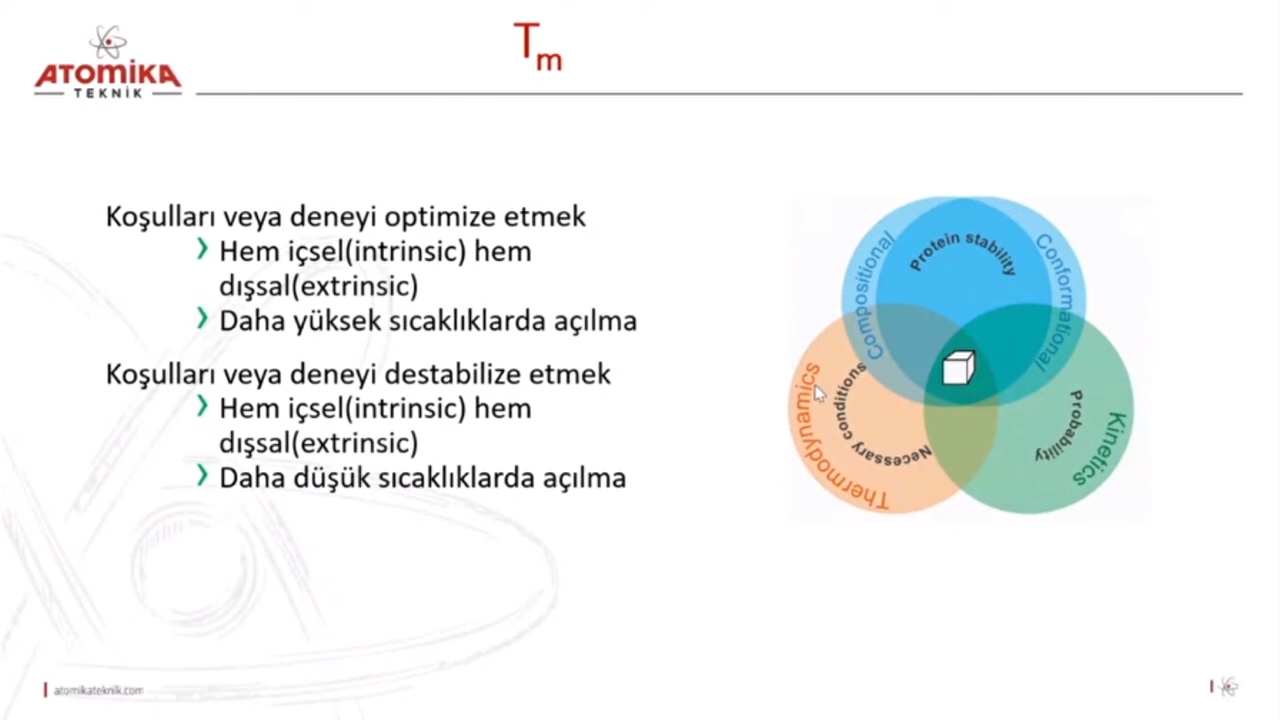 ATOMİKA
TEKNİK
Tm
Koşulları veya deneyi optimize etmek
Hem içsel(intrinsic) hem
dışsal(extrinsic)
Daha yüksek sıcaklıklarda açılma
Koşulları veya deneyi destabilize etmek
Hem içsel(intrinsic) hem
dışsal(extrinsic)
Daha düşük sıcaklıklarda açılma
Compositional
Protein stability
Conformational
Thermodynamics
Necessary conditions
Probability
Kinetics
atomikateknik.com